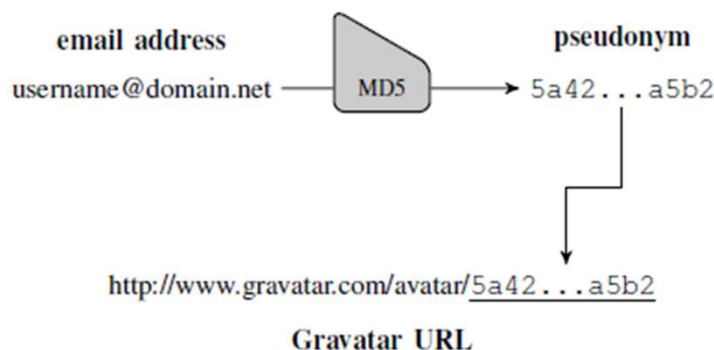 email address
pseudonym
username@domain.net
MD5
5a42...a5b2
http://www.gravatar.com/avatar/5a42...a5b2
Gravatar URL